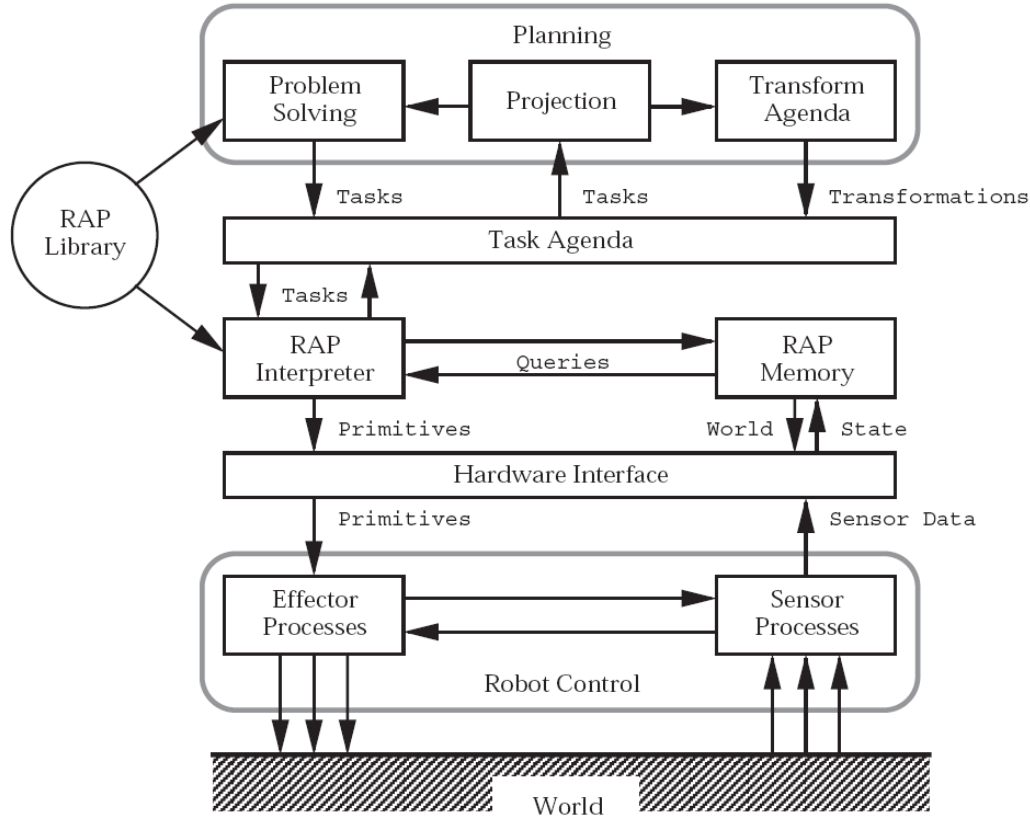 Planning
Problem
Solving
Projection
Transform
Agenda
Tasks
Tasks
Transformations
RAP
Library
Task Agenda
Tasks
RAP
Interpreter
Queries
RAP
Memory
Primitives
World
State
Hardware Interface
Primitives
Sensor Data
Effector
Processes
Sensor
Processes
Robot Control
World